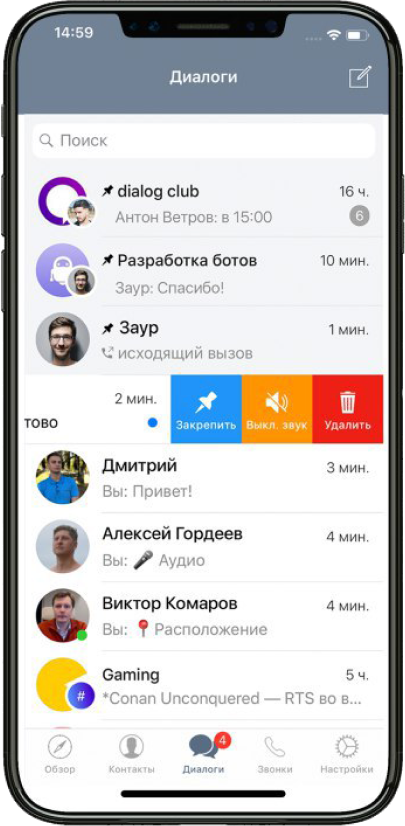 14:59
Диалоги
Поиск
dialog club 16 ч.
Антон Ветров: в 15:00 6
Разработка ботов 10 мин.
Заур: Спасибо!
Заур 1 мин.
исходящий вызов
2 мин.
тово Закрепить Выкл. звук Удалить
Дмитрий 3 мин.
Вы: Привет!
Алексей Гордеев 4 мин.
Вы: 🎤 Аудио
Виктор Комаров 4 мин.
Вы: 📍 Расположение
Gaming 5 ч.
# *Conan Unconquered — RTS во в...
4
Обзор Контакты Диалоги Звонки Настройки